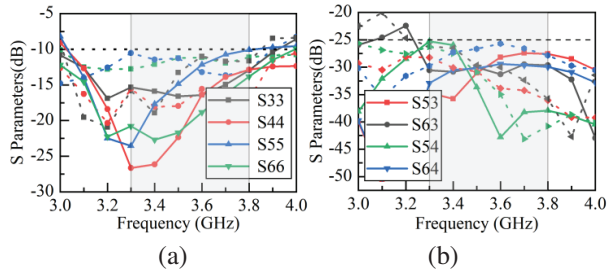 S Parameters(dB)
-5
-10
-15
-20
-25
-30
3.0 3.2 3.4 3.6 3.8 4.0
Frequency (GHz)
S33
S44
S55
S66
(a)
S Parameters(dB)
-20
-25
-30
-35
-40
-45
-50
3.0 3.2 3.4 3.6 3.8 4.0
Frequency (GHz)
S53
S63
S54
S64
(b)